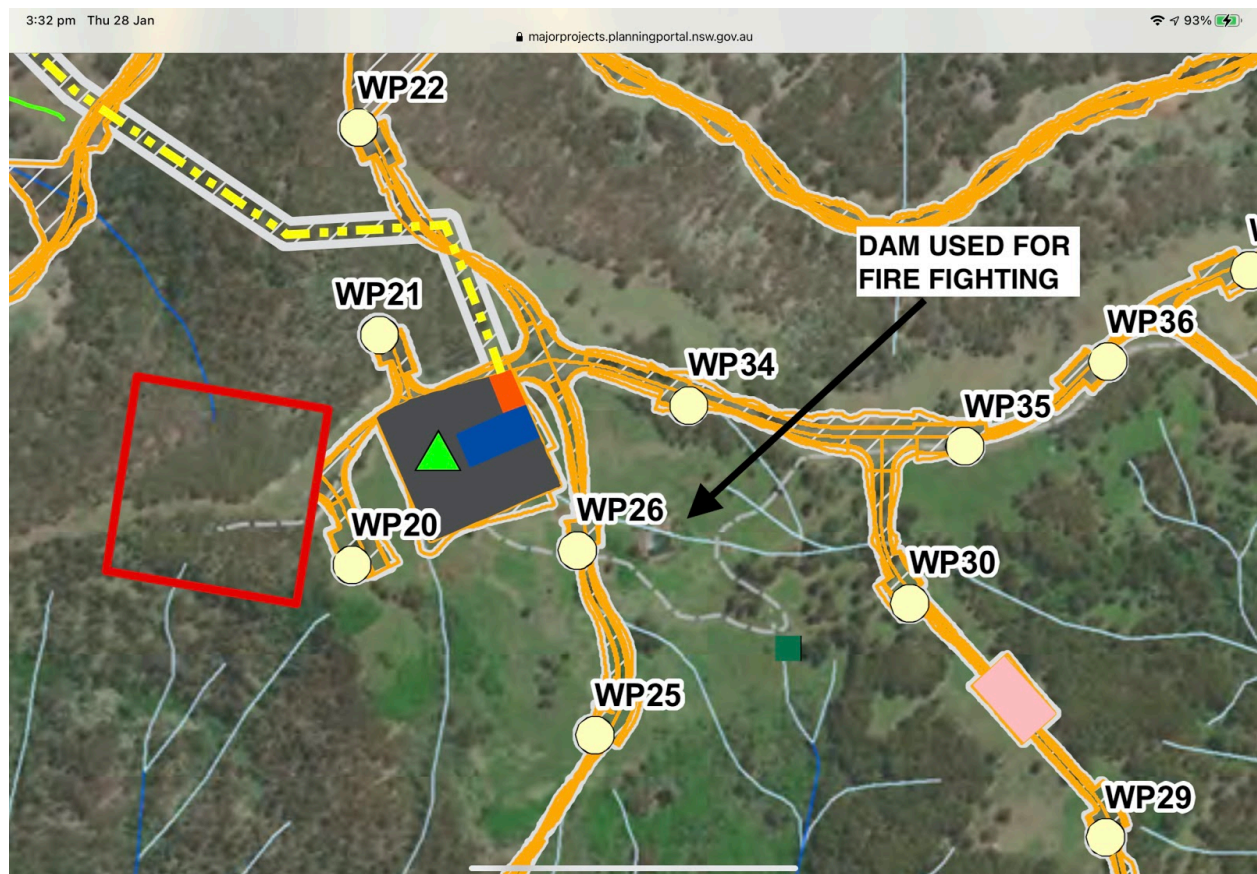 3:32 pm Thu 28 Jan
93%
majorprojects.planningportal.nsw.gov.au
WP22
DAM USED FOR
FIRE FIGHTING
WP21
WP36
WP34
WP35
WP20
WP26
WP30
WP25
WP29